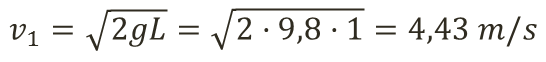 v₁ = √2gL = √2 · 9,8 · 1 = 4,43 m/s